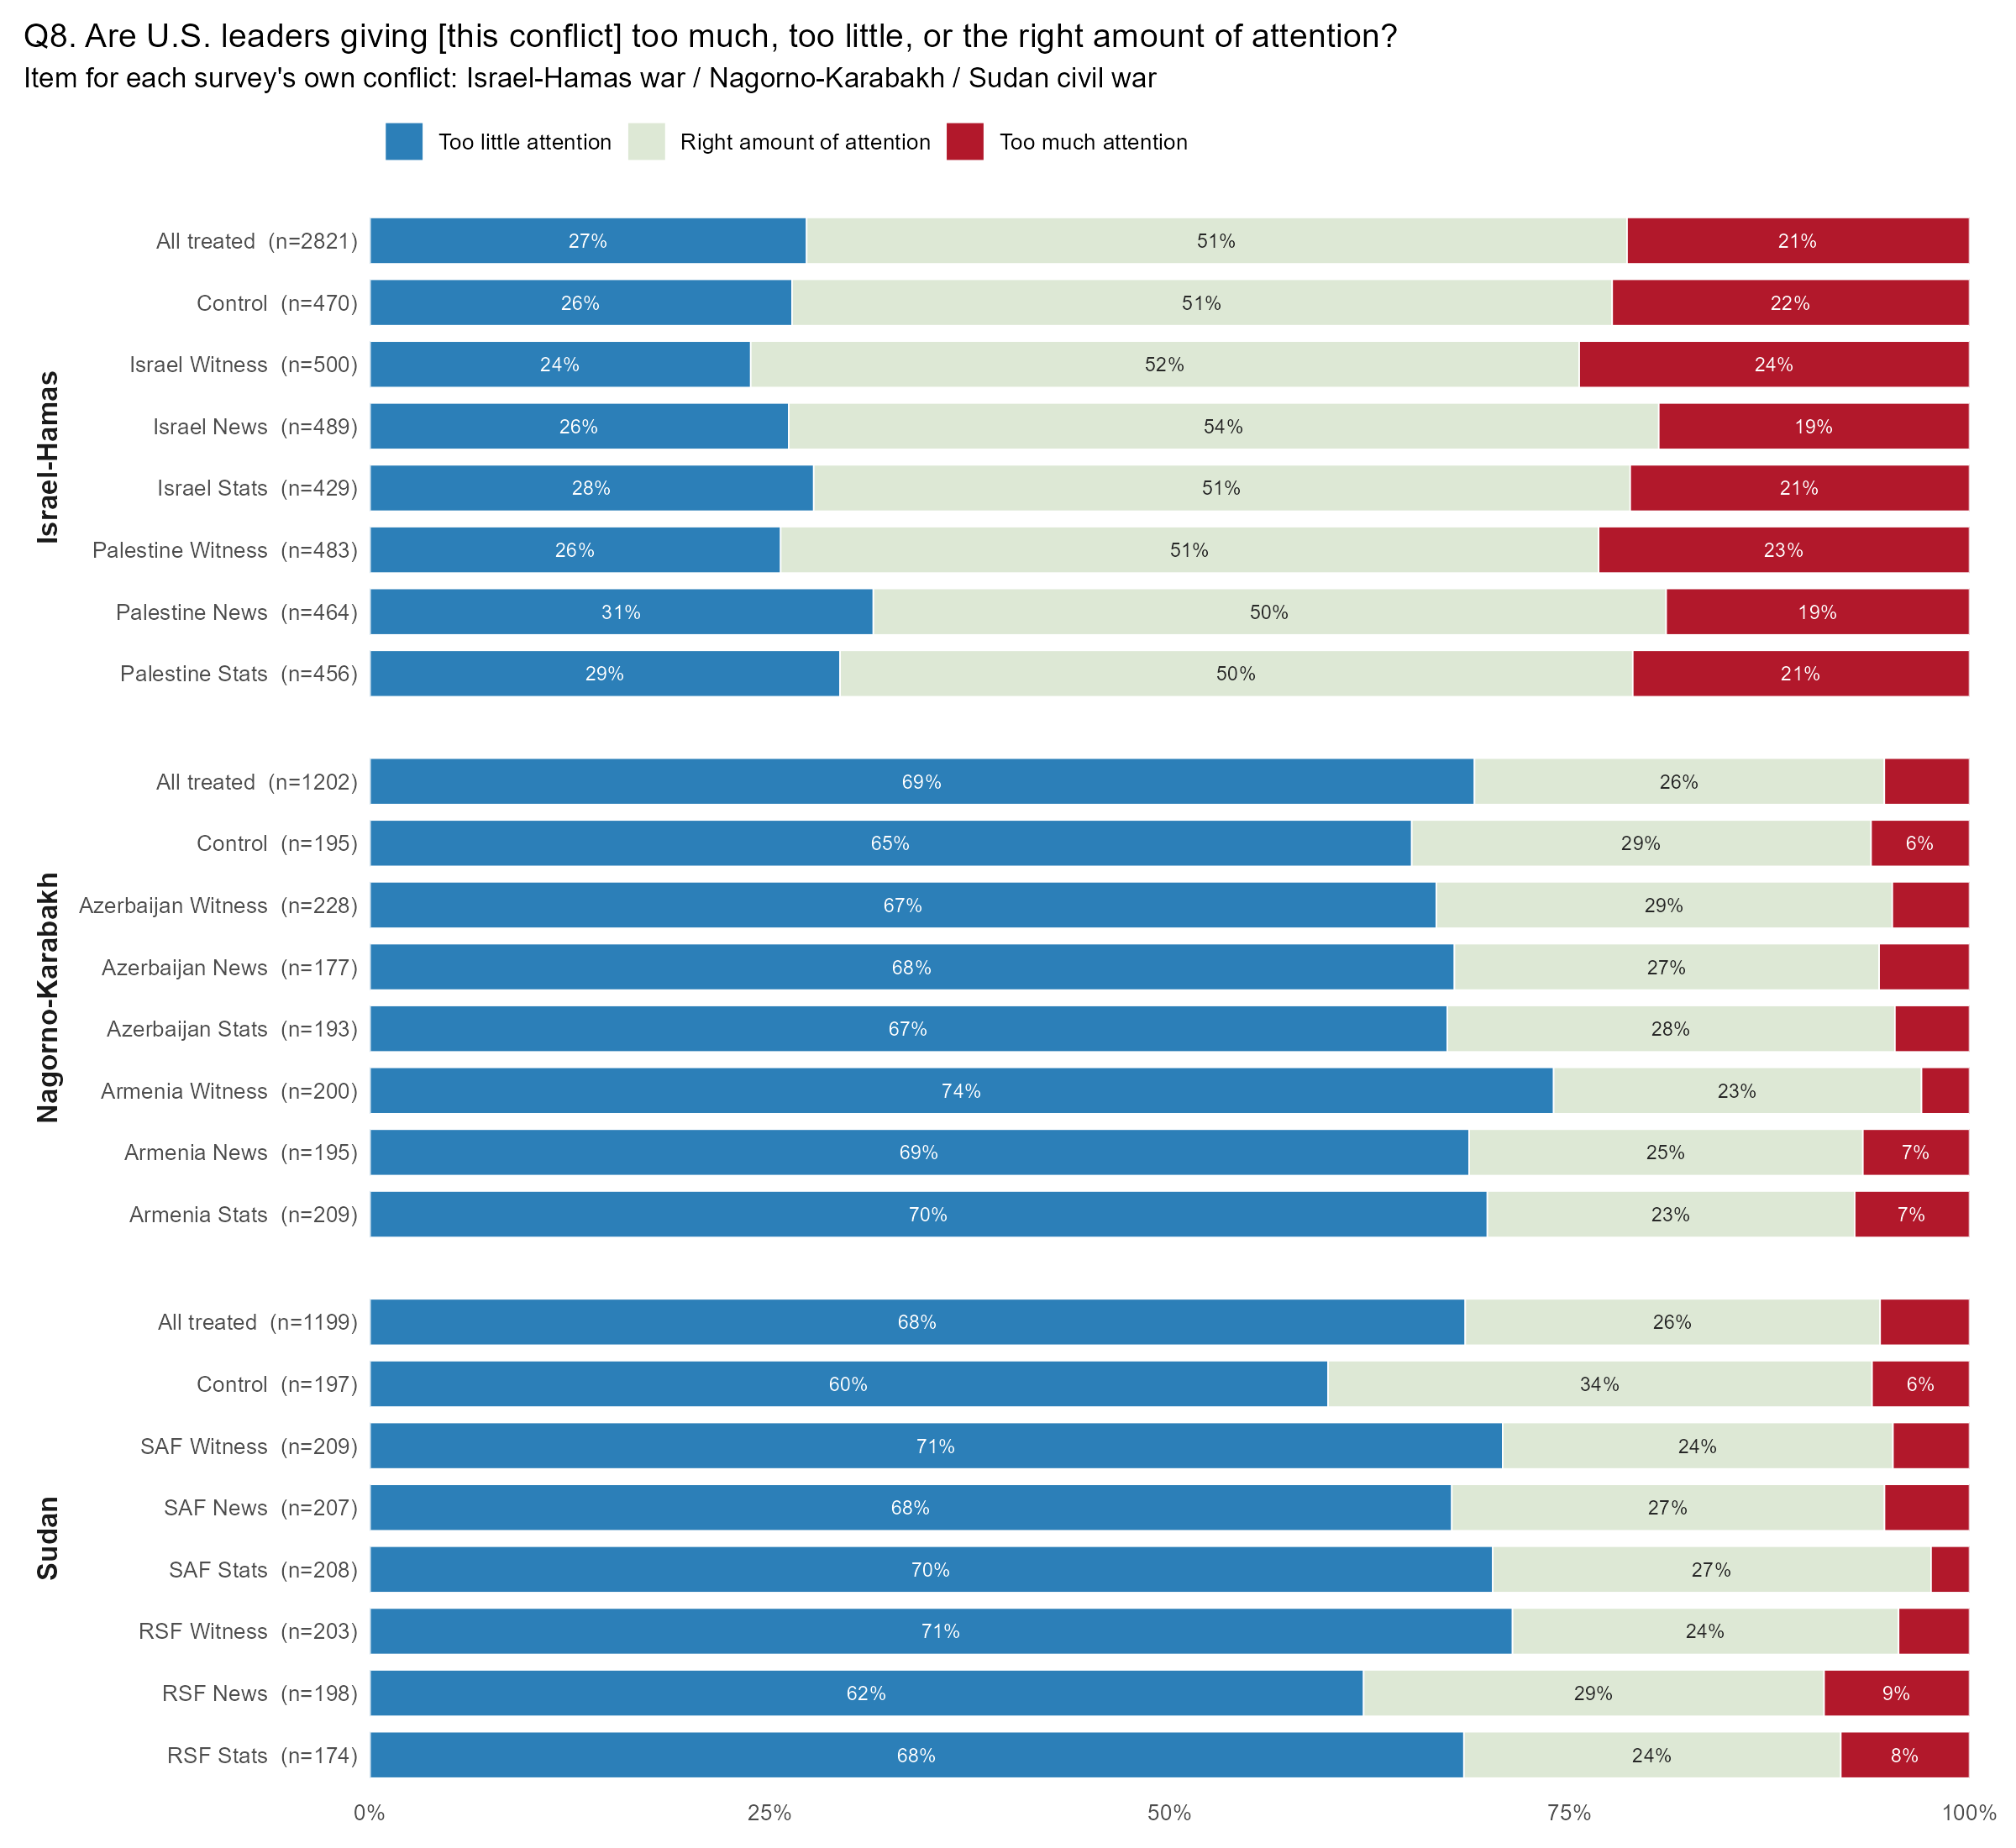 Q8. Are U.S. leaders giving [this conflict] too much, too little, or the right amount of attention?
Item for each survey's own conflict: Israel-Hamas war / Nagorno-Karabakh / Sudan civil war
Too little attention Right amount of attention Too much attention
Israel-Hamas
All treated (n=2821) 27% 51% 21%
Control (n=470) 26% 51% 22%
Israel Witness (n=500) 24% 52% 24%
Israel News (n=489) 26% 54% 19%
Israel Stats (n=429) 28% 51% 21%
Palestine Witness (n=483) 26% 51% 23%
Palestine News (n=464) 31% 50% 19%
Palestine Stats (n=456) 29% 50% 21%
Nagorno-Karabakh
All treated (n=1202) 69% 26%
Control (n=195) 65% 29% 6%
Azerbaijan Witness (n=228) 67% 29%
Azerbaijan News (n=177) 68% 27%
Azerbaijan Stats (n=193) 67% 28%
Armenia Witness (n=200) 74% 23%
Armenia News (n=195) 69% 25% 7%
Armenia Stats (n=209) 70% 23% 7%
Sudan
All treated (n=1199) 68% 26%
Control (n=197) 60% 34% 6%
SAF Witness (n=209) 71% 24%
SAF News (n=207) 68% 27%
SAF Stats (n=208) 70% 27%
RSF Witness (n=203) 71% 24%
RSF News (n=198) 62% 29% 9%
RSF Stats (n=174) 68% 24% 8%
0% 25% 50% 75% 100%